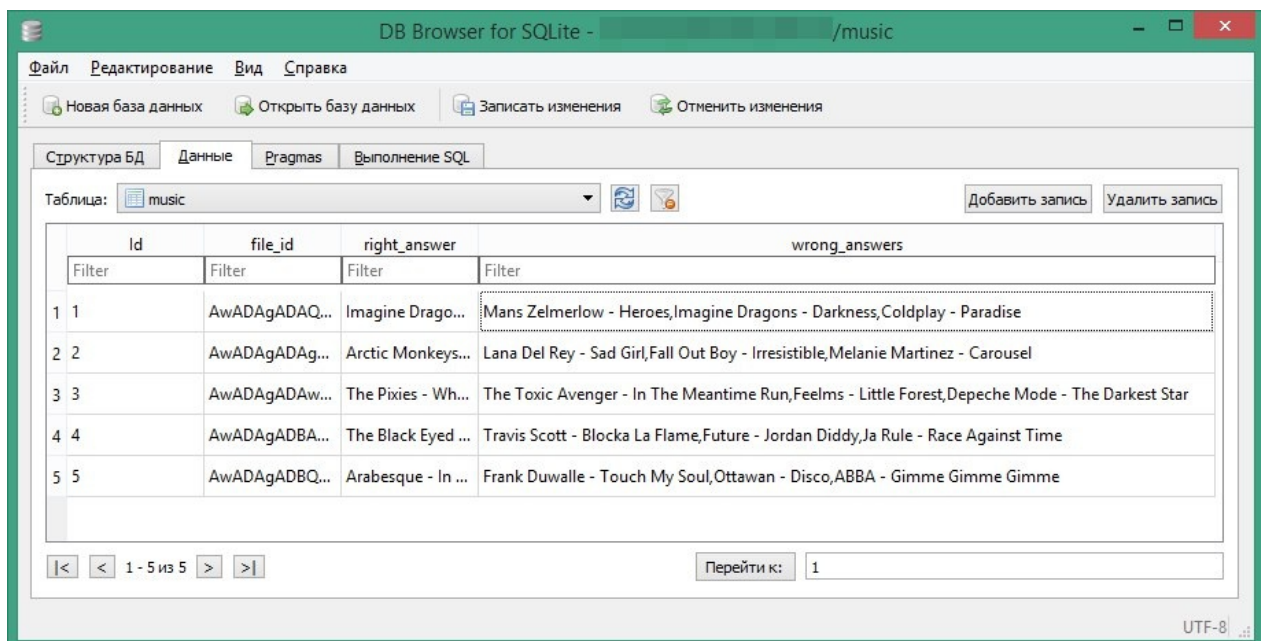 DB Browser for SQLite - /music
Файл Редактирование Вид Справка
Новая база данных Открыть базу данных Записать изменения Отменить изменения
Структура БД Данные Pragmas Выполнение SQL
Таблица: music Добавить запись Удалить запись
Id file_id right_answer wrong_answers
Filter Filter Filter Filter
1 1 AwADAgADAQ... Imagine Drago... Mans Zelmerlow - Heroes,Imagine Dragons - Darkness,Coldplay - Paradise
2 2 AwADAgADAg... Arctic Monkeys... Lana Del Rey - Sad Girl,Fall Out Boy - Irresistible,Melanie Martinez - Carousel
3 3 AwADAgADAw... The Pixies - Wh... The Toxic Avenger - In The Meantime Run,Feelms - Little Forest,Depeche Mode - The Darkest Star
4 4 AwADAgADBA... The Black Eyed ... Travis Scott - Blocka La Flame,Future - Jordan Diddy,Ja Rule - Race Against Time
5 5 AwADAgADBQ... Arabesque - In ... Frank Duwalle - Touch My Soul,Ottawan - Disco,ABBA - Gimme Gimme Gimme
|< < 1 - 5 из 5 > >| Перейти к: 1
UTF-8